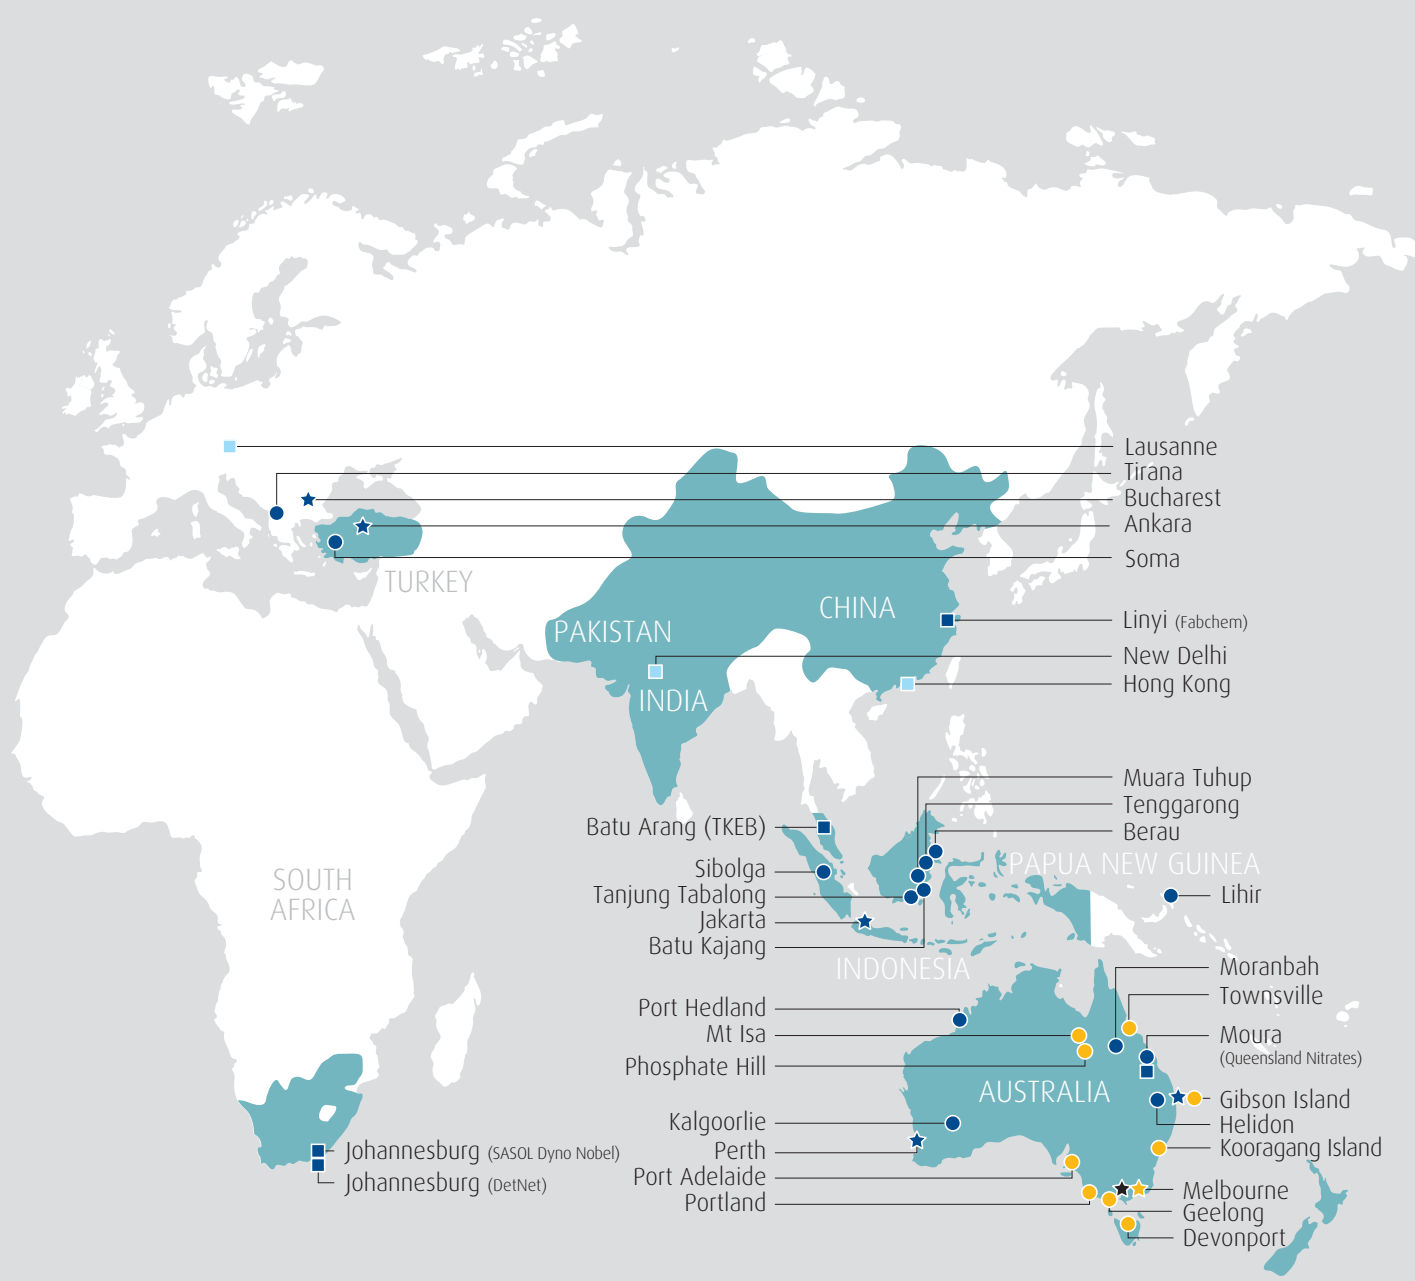 Lausanne
Tirana
Bucharest
Ankara
Soma
TURKEY
CHINA
Linyi (Fabchem)
PAKISTAN
New Delhi
Hong Kong
INDIA
Muara Tuhup
Tenggarong
Berau
Batu Arang (TKEB)
PAPUA NEW GUINEA
Sibolga
Tanjung Tabalong
Lihir
Jakarta
Batu Kajang
SOUTH
AFRICA
INDONESIA
Moranbah
Townsville
Port Hedland
Mt Isa
Moura
(Queensland Nitrates)
Phosphate Hill
AUSTRALIA
Gibson Island
Kalgoorlie
Helidon
Perth
Kooragang Island
Johannesburg (SASOL Dyno Nobel)
Port Adelaide
Johannesburg (DetNet)
Portland
Melbourne
Geelong
Devonport